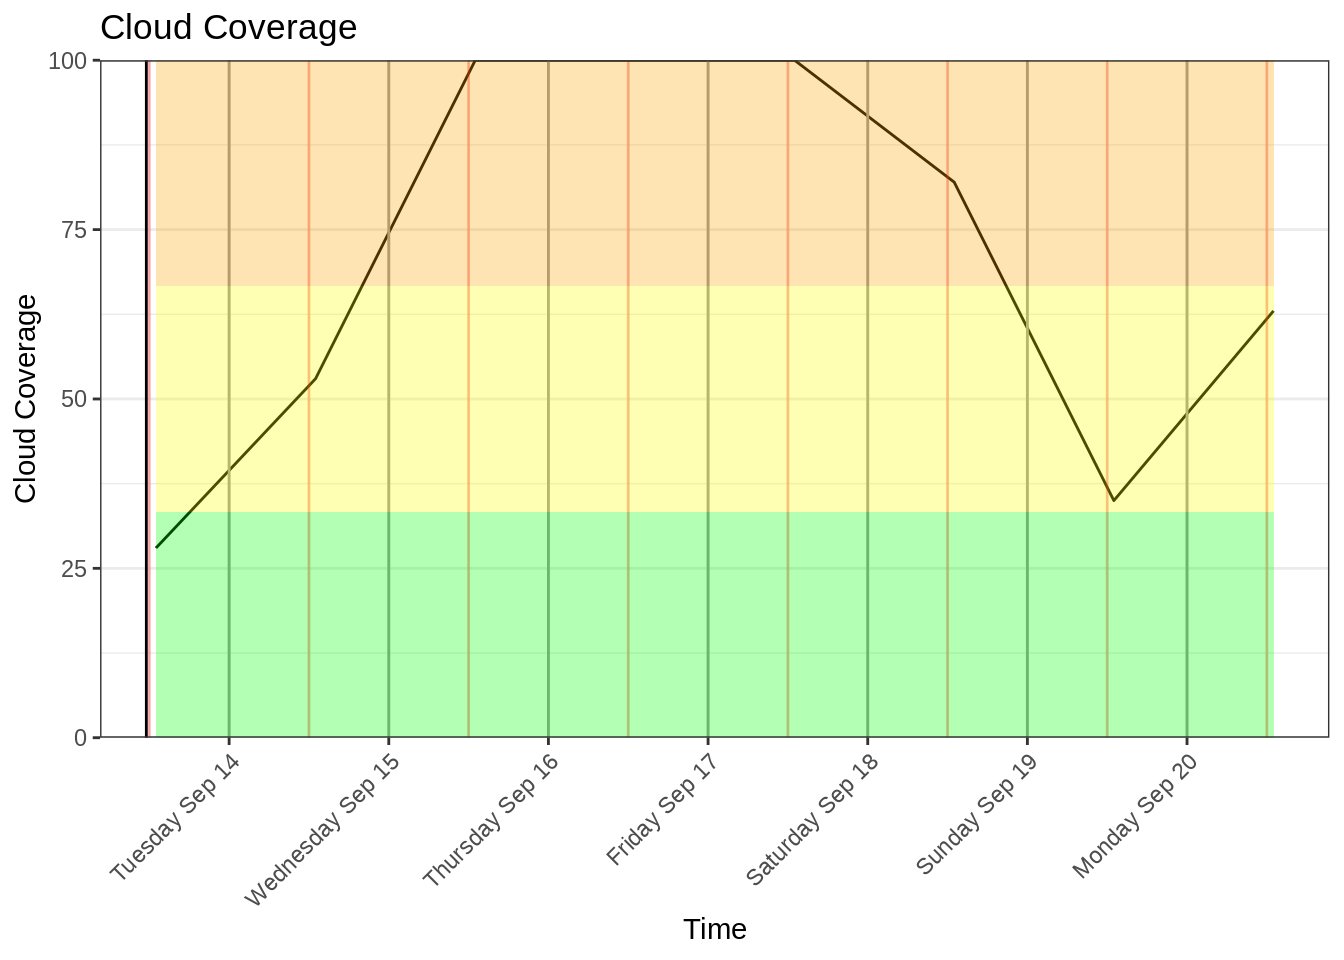 Cloud Coverage
Cloud Coverage
100
75
50
25
0
Tuesday Sep 14
Wednesday Sep 15
Thursday Sep 16
Friday Sep 17
Saturday Sep 18
Sunday Sep 19
Monday Sep 20
Time